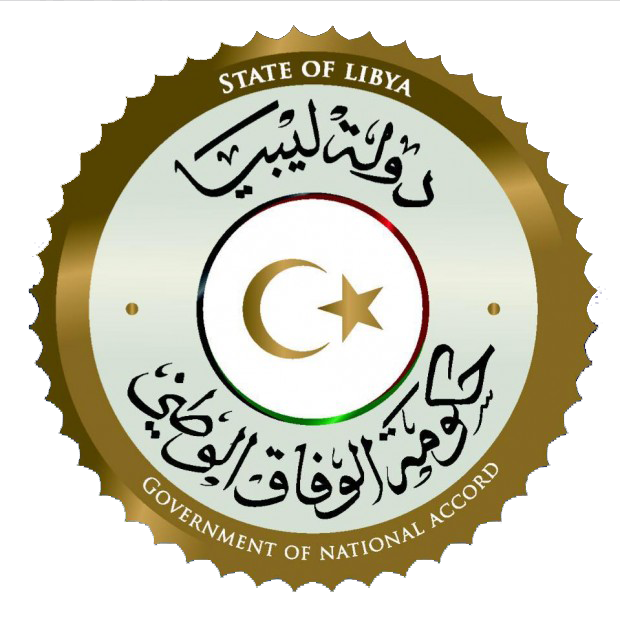 STATE OF LIBYA
دولة ليبيا
حكومة الوفاق الوطني
GOVERNMENT OF NATIONAL ACCORD